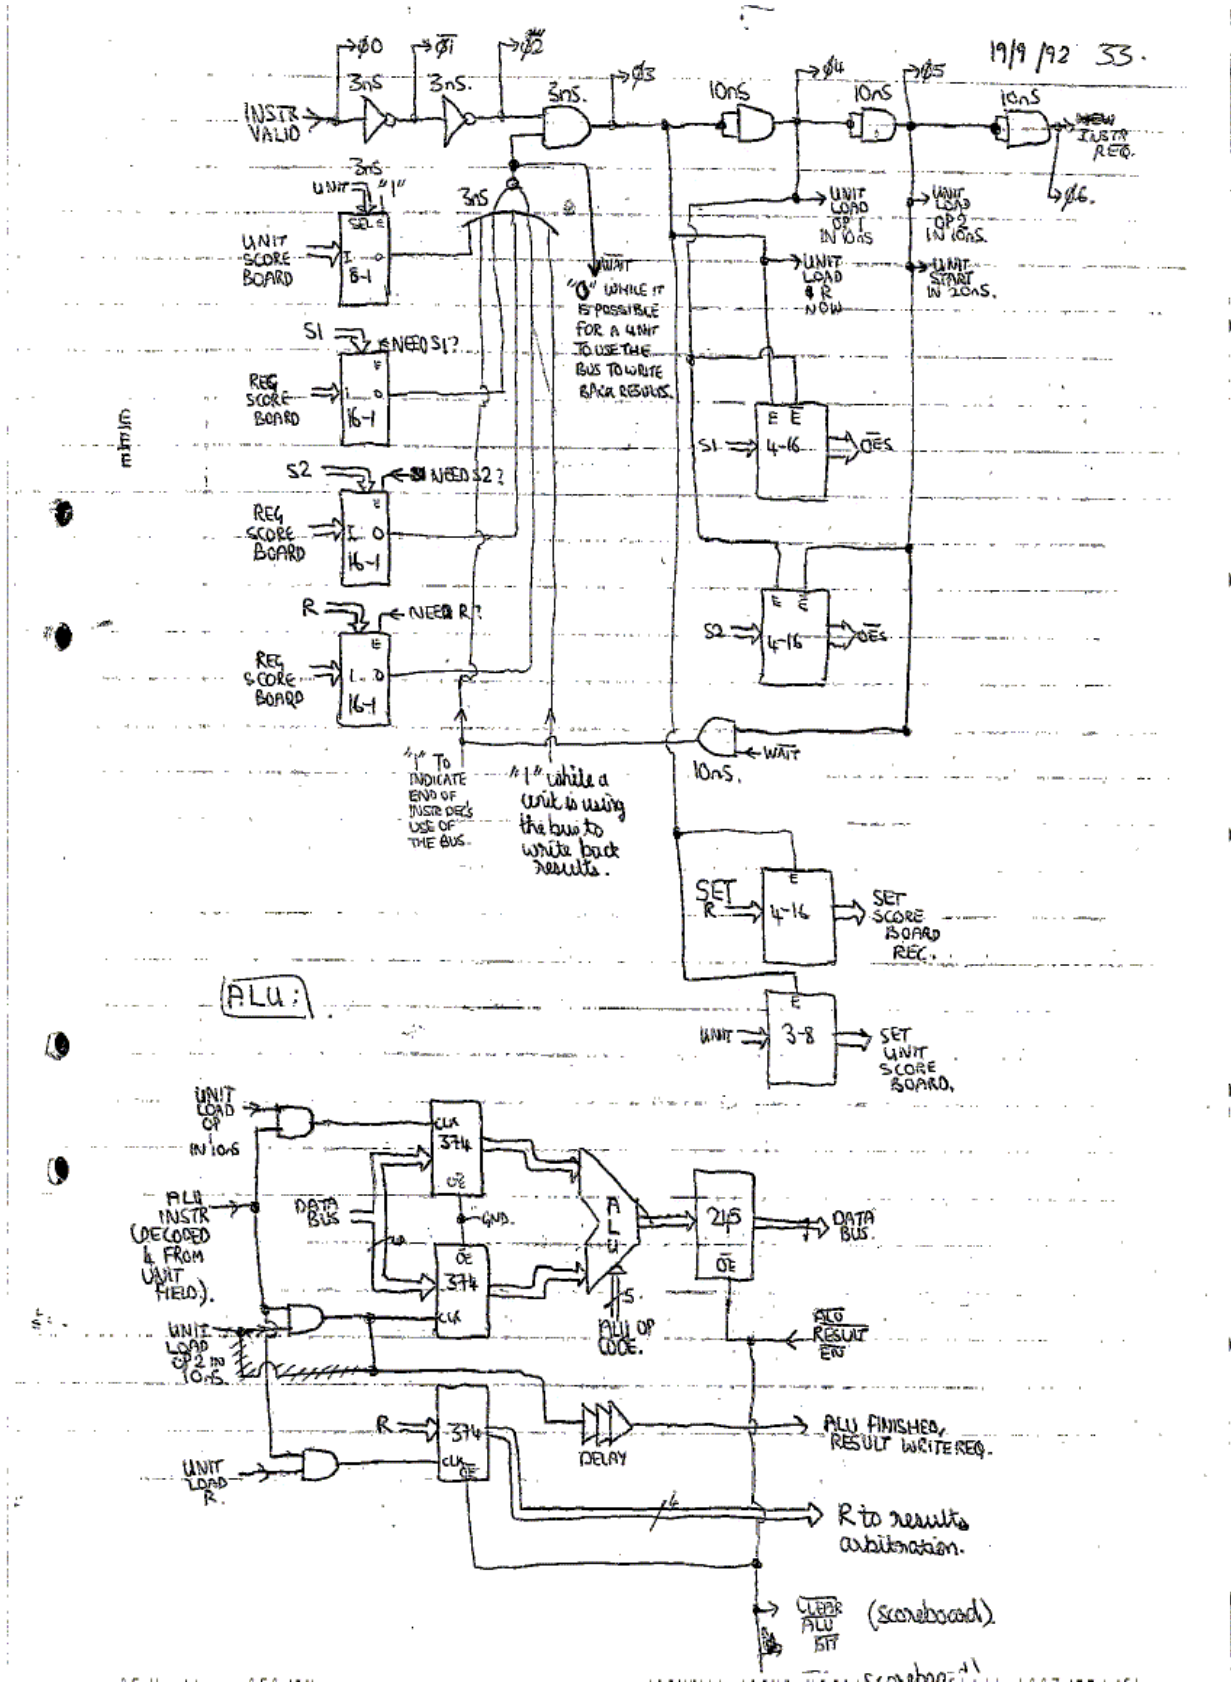 19/9/92 33.
φ0
φ1
φ2
φ3
φ4
φ5
3nS
3nS.
3nS.
10nS
10nS
10nS
INSTR
VALID
NEW
INSTR
REQ.
φ6.
3nS
UNIT
"1"
SEL E
UNIT
SCORE
BOARD
I O
8-1
3nS
WAIT
"0" WHILE IT
IS POSSIBLE
FOR A UNIT
TO USE THE
BUS TO WRITE
BACK RESULTS.
UNIT
LOAD
OP 1
IN 10nS
UNIT
LOAD
OP2
IN 10nS.
UNIT
LOAD
R
NOW
UNIT
START
IN 20nS.
S1
NEED S1?
E
REG
SCORE
BOARD
I O
16-1
S1
E E
4-16
OES
S2
NEED S2?
E
REG
SCORE
BOARD
I O
16-1
R
NEED R?
E
REG
SCORE
BOARD
I O
16-1
S2
E E
4-16
OES
WAIT
10nS.
"1" TO
INDICATE
END OF
INSTR DEC'S
USE OF
THE BUS.
"1" while a
unit is using
the bus to
write back
results.
SET
R
E
4-16
SET
SCORE
BOARD
REG.
UNIT
E
3-8
SET
UNIT
SCORE
BOARD.
ALU:
UNIT
LOAD
OP
1
IN 10nS
CLK
374
OE
DATA
BUS
GND.
ALU
INSTR
(DECODED
FROM
UNIT
FIELD.).
OE
374
CLK
ALU
5
ALU OP
CODE.
245
OE
DATA
BUS.
ALU
RESULT
EN
UNIT
LOAD
OP 2 IN
10nS.
R
374
CLK
OE
DELAY
ALU FINISHED,
RESULT WRITE REQ.
UNIT
LOAD
R.
4
R to results
arbitration.
CLEAR
ALU
BIT
(scoreboard).